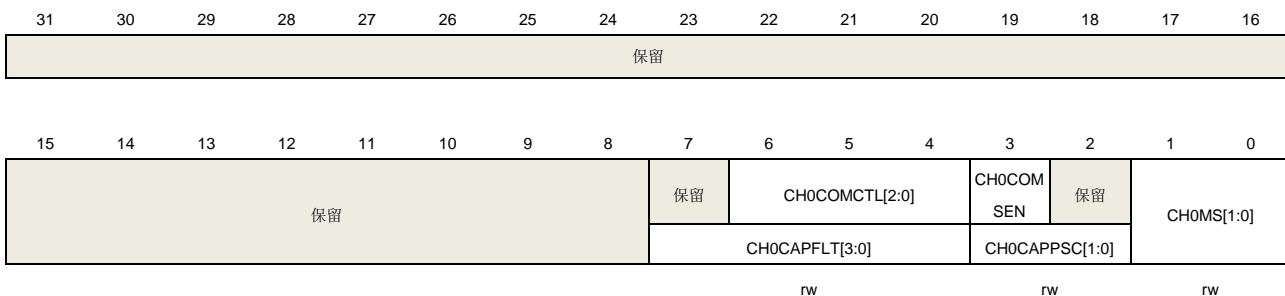 31 30 29 28 27 26 25 24 23 22 21 20 19 18 17 16
保留
15 14 13 12 11 10 9 8 7 6 5 4 3 2 1 0
保留 保留 CH0COMCTL[2:0] CH0COM
SEN 保留 CH0MS[1:0]
CH0CAPFLT[3:0] CH0CAPPSC[1:0]
rw rw rw